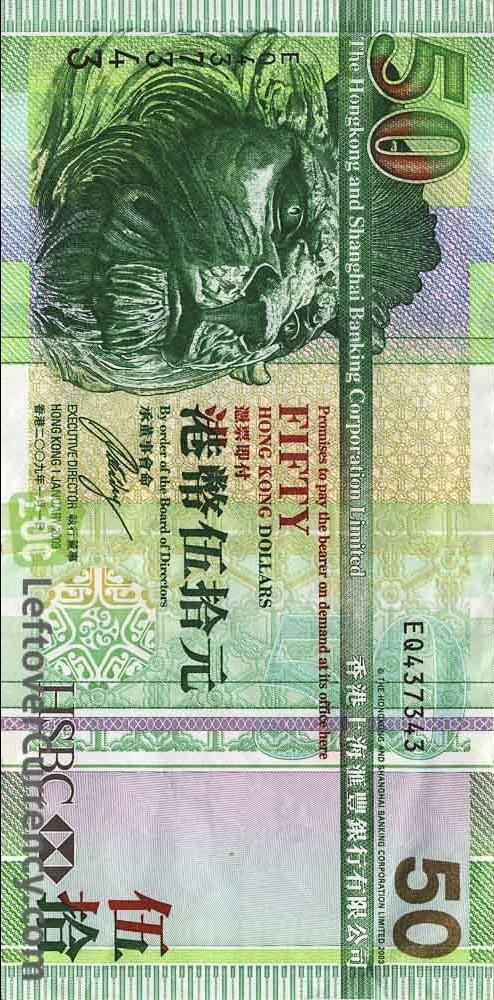 50
The Hongkong and Shanghai Banking Corporation Limited
香港上海滙豐銀行有限公司
© THE HONGKONG AND SHANGHAI BANKING CORPORATION LIMITED 2003
EQ437343
50
Promises to pay the bearer on demand at its office here
FIFTY
HONG KONG DOLLARS
憑票即付
港幣伍拾元
By order of the Board of Directors
承董事會命
EXECUTIVE DIRECTOR 執行董事
HONG KONG 1 JANUARY 2009
香港二〇〇九年一月一日
EQ437343
50
HSBC
伍拾
Leftovercurrency.com